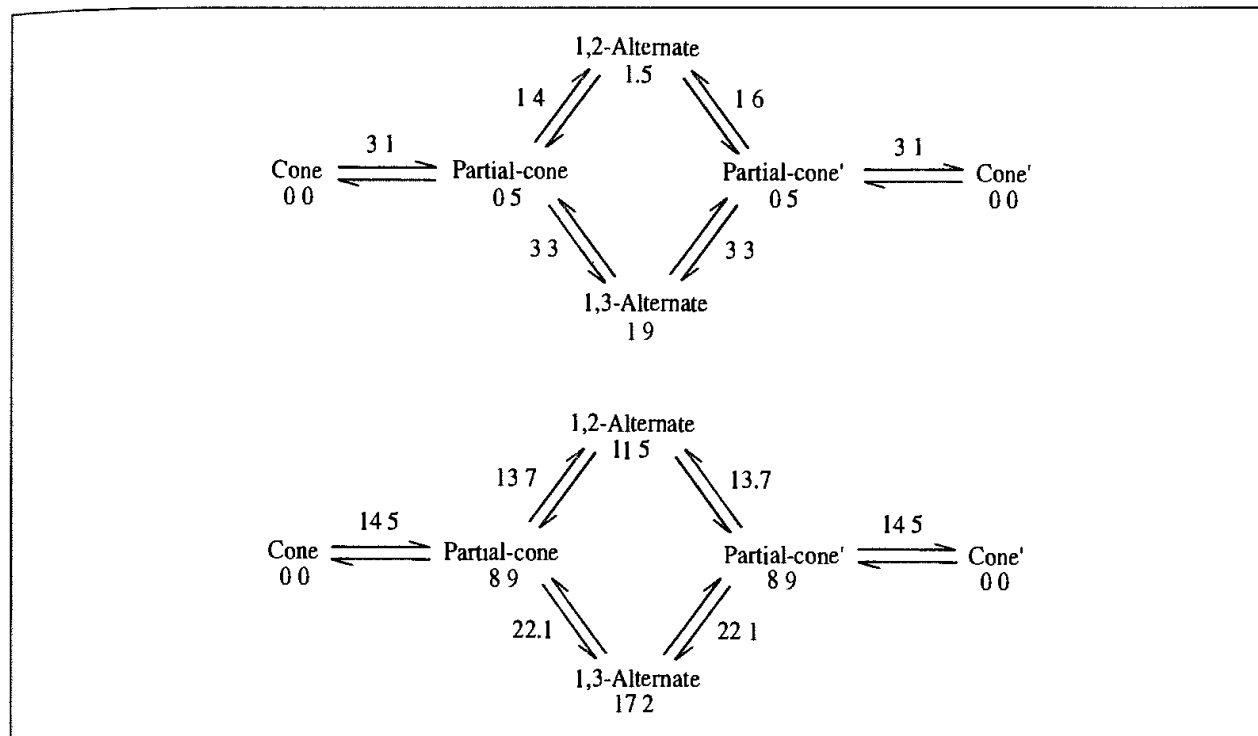 1,2-Alternate
1.5
1 4
1 6
3 1
3 1
Cone
Partial-cone
Partial-cone'
Cone'
0 0
0 5
0 5
0 0
3 3
3 3
1,3-Alternate
1 9
1,2-Alternate
11 5
13 7
13.7
14 5
14 5
Cone
Partial-cone
Partial-cone'
Cone'
0 0
8 9
8 9
0 0
22.1
22 1
1,3-Alternate
17 2